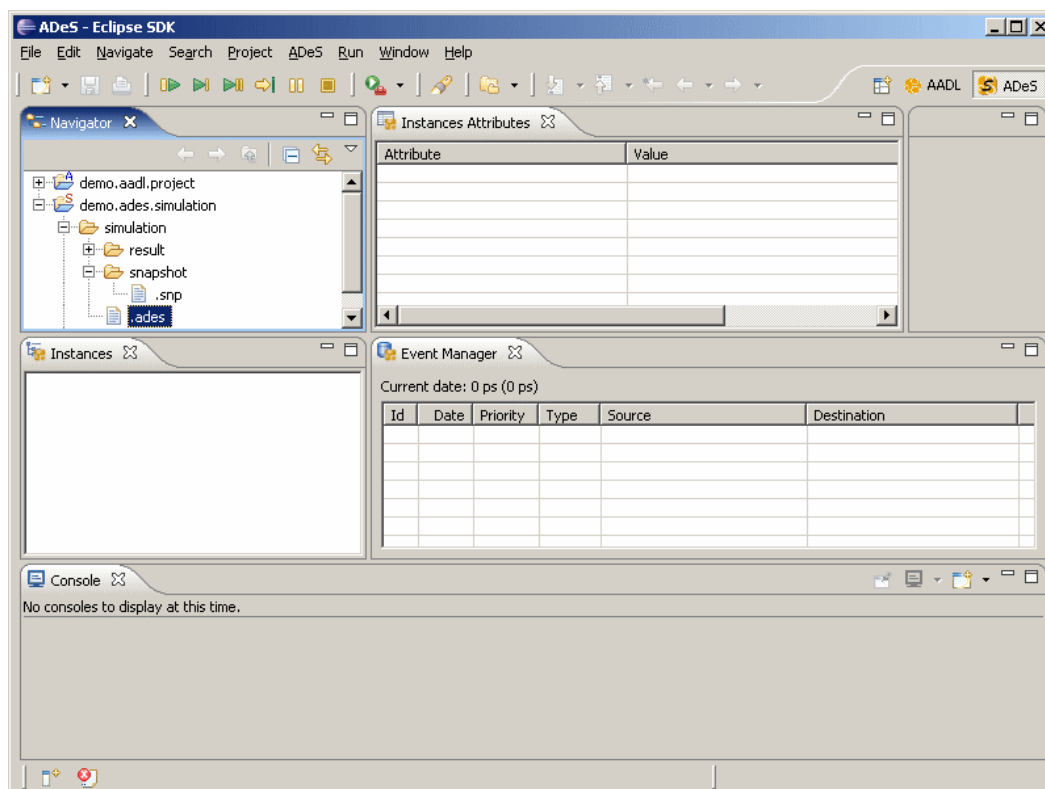 ADeS - Eclipse SDK
File Edit Navigate Search Project ADeS Run Window Help
AADL ADeS
Navigator
demo.aadl.project
demo.ades.simulation
simulation
result
snapshot
.snp
.ades
Instances Attributes
Attribute Value
Instances
Event Manager
Current date: 0 ps (0 ps)
Id Date Priority Type Source Destination
Console
No consoles to display at this time.